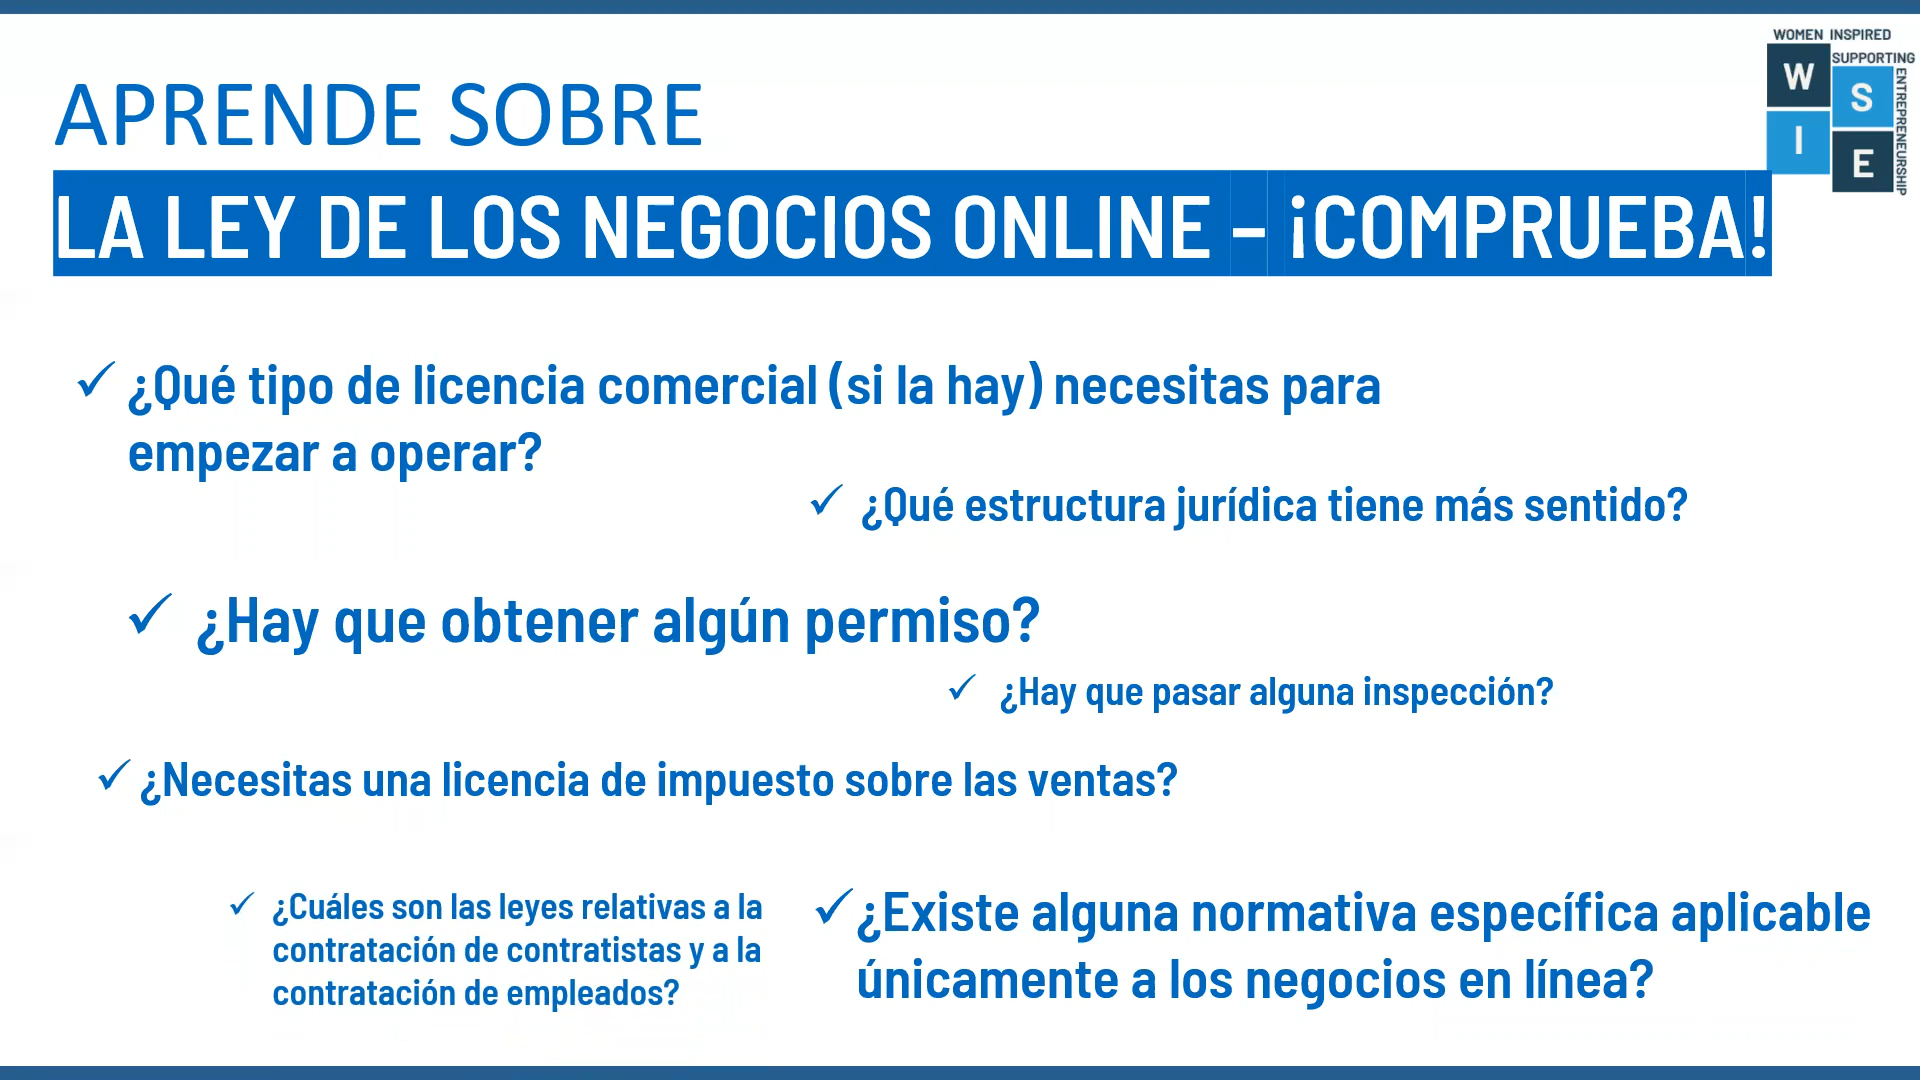 WOMEN INSPIRED
SUPPORTING
ENTREPRENEURSHIP
W
S
I
E
APRENDE SOBRE
LA LEY DE LOS NEGOCIOS ONLINE – ¡COMPRUEBA!
✓ ¿Qué tipo de licencia comercial (si la hay) necesitas para
empezar a operar?
✓ ¿Qué estructura jurídica tiene más sentido?
✓ ¿Hay que obtener algún permiso?
✓ ¿Hay que pasar alguna inspección?
✓ ¿Necesitas una licencia de impuesto sobre las ventas?
✓ ¿Cuáles son las leyes relativas a la
contratación de contratistas y a la
contratación de empleados?
✓ ¿Existe alguna normativa específica aplicable
únicamente a los negocios en línea?